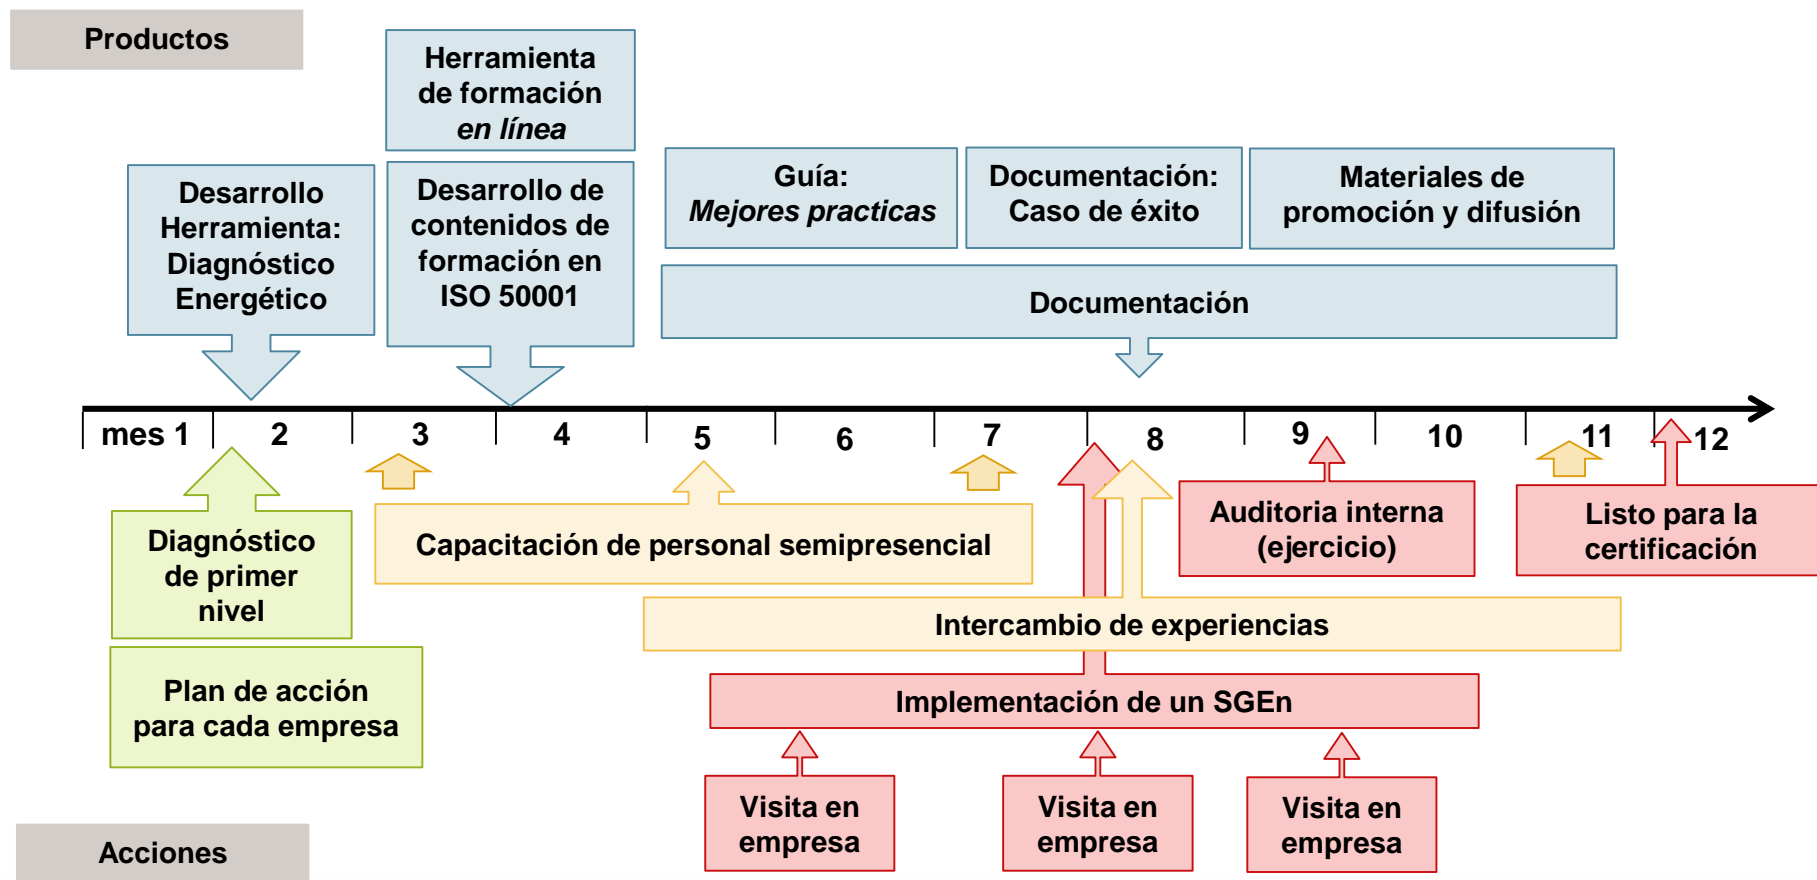 Productos
Herramienta
de formación
en línea
Desarrollo
Herramienta:
Diagnóstico
Energético
Desarrollo de
contenidos de
formación en
ISO 50001
Guía:
Mejores practicas
Documentación:
Caso de éxito
Materiales de
promoción y difusión
Documentación
mes 1 2 3 4 5 6 7 8 9 10 11 12
Diagnóstico
de primer
nivel
Plan de acción
para cada empresa
Capacitación de personal semipresencial
Auditoria interna
(ejercicio)
Listo para la
certificación
Intercambio de experiencias
Implementación de un SGEn
Visita en
empresa
Visita en
empresa
Visita en
empresa
Acciones